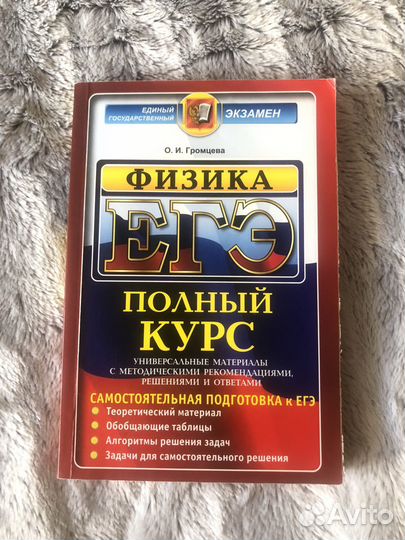 ЕДИНЫЙ
ГОСУДАРСТВЕННЫЙ
ЭКЗАМЕН
О. И. Громцева
ФИЗИКА
ЕГЭ
ПОЛНЫЙ
КУРС
УНИВЕРСАЛЬНЫЕ МАТЕРИАЛЫ
С МЕТОДИЧЕСКИМИ РЕКОМЕНДАЦИЯМИ,
РЕШЕНИЯМИ И ОТВЕТАМИ
САМОСТОЯТЕЛЬНАЯ ПОДГОТОВКА К ЕГЭ
Теоретический материал
Обобщающие таблицы
Алгоритмы решения задач
Задачи для самостоятельного решения
Avito